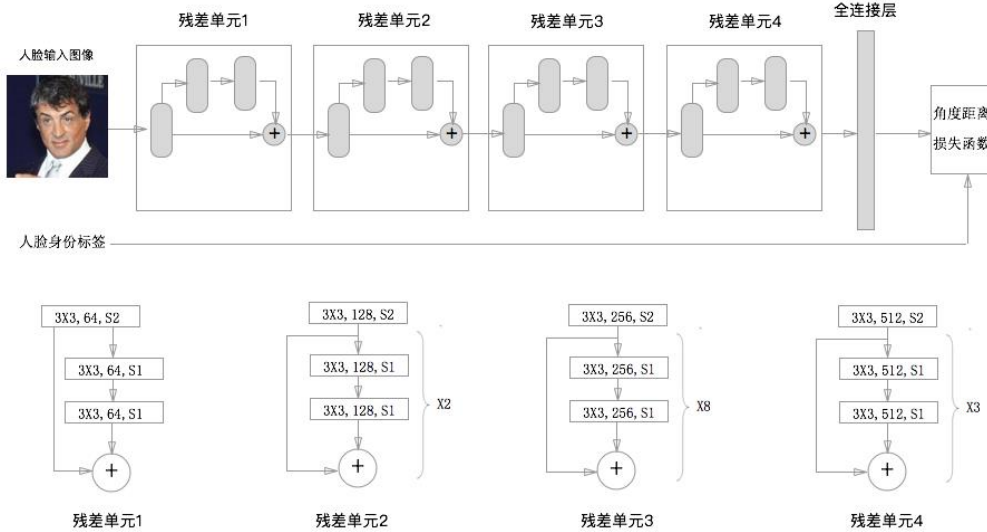 残差单元1
残差单元2
残差单元3
残差单元4
全连接层
人脸输入图像
+
+
+
+
角度距离
损失函数
人脸身份标签
3X3, 64, S2
3X3, 64, S1
3X3, 64, S1
+
残差单元1
3X3, 128, S2
3X3, 128, S1
3X3, 128, S1
X2
+
残差单元2
3X3, 256, S2
3X3, 256, S1
3X3, 256, S1
X8
+
残差单元3
3X3, 512, S2
3X3, 512, S1
3X3, 512, S1
X3
+
残差单元4